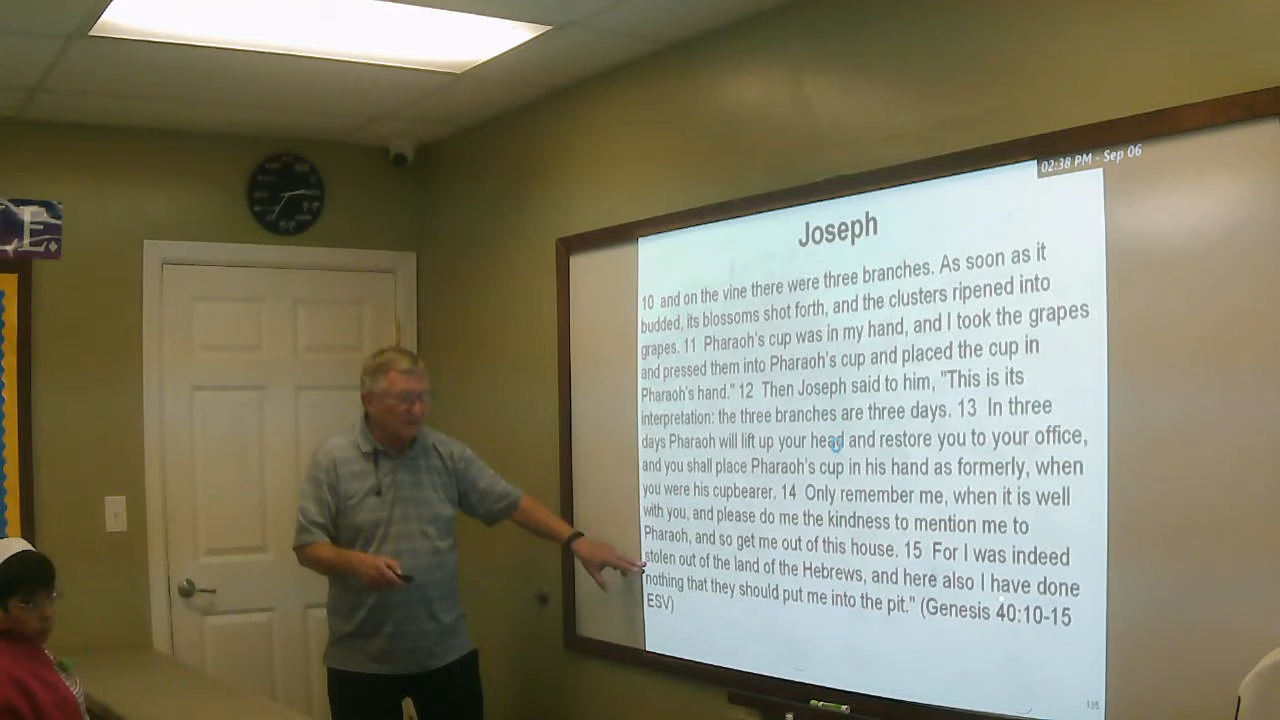 E.
02:38 PM - Sep 06
Joseph
10 and on the vine there were three branches. As soon as it
budded, its blossoms shot forth, and the clusters ripened into
grapes. 11 Pharaoh's cup was in my hand, and I took the grapes
and pressed them into Pharaoh's cup and placed the cup in
Pharaoh's hand." 12 Then Joseph said to him, "This is its
interpretation: the three branches are three days. 13 In three
days Pharaoh will lift up your head and restore you to your office,
and you shall place Pharaoh's cup in his hand as formerly, when
you were his cupbearer. 14 Only remember me, when it is well
with you, and please do me the kindness to mention me to
Pharaoh, and so get me out of this house. 15 For I was indeed
stolen out of the land of the Hebrews, and here also I have done
nothing that they should put me into the pit." (Genesis 40:10-15
ESV)